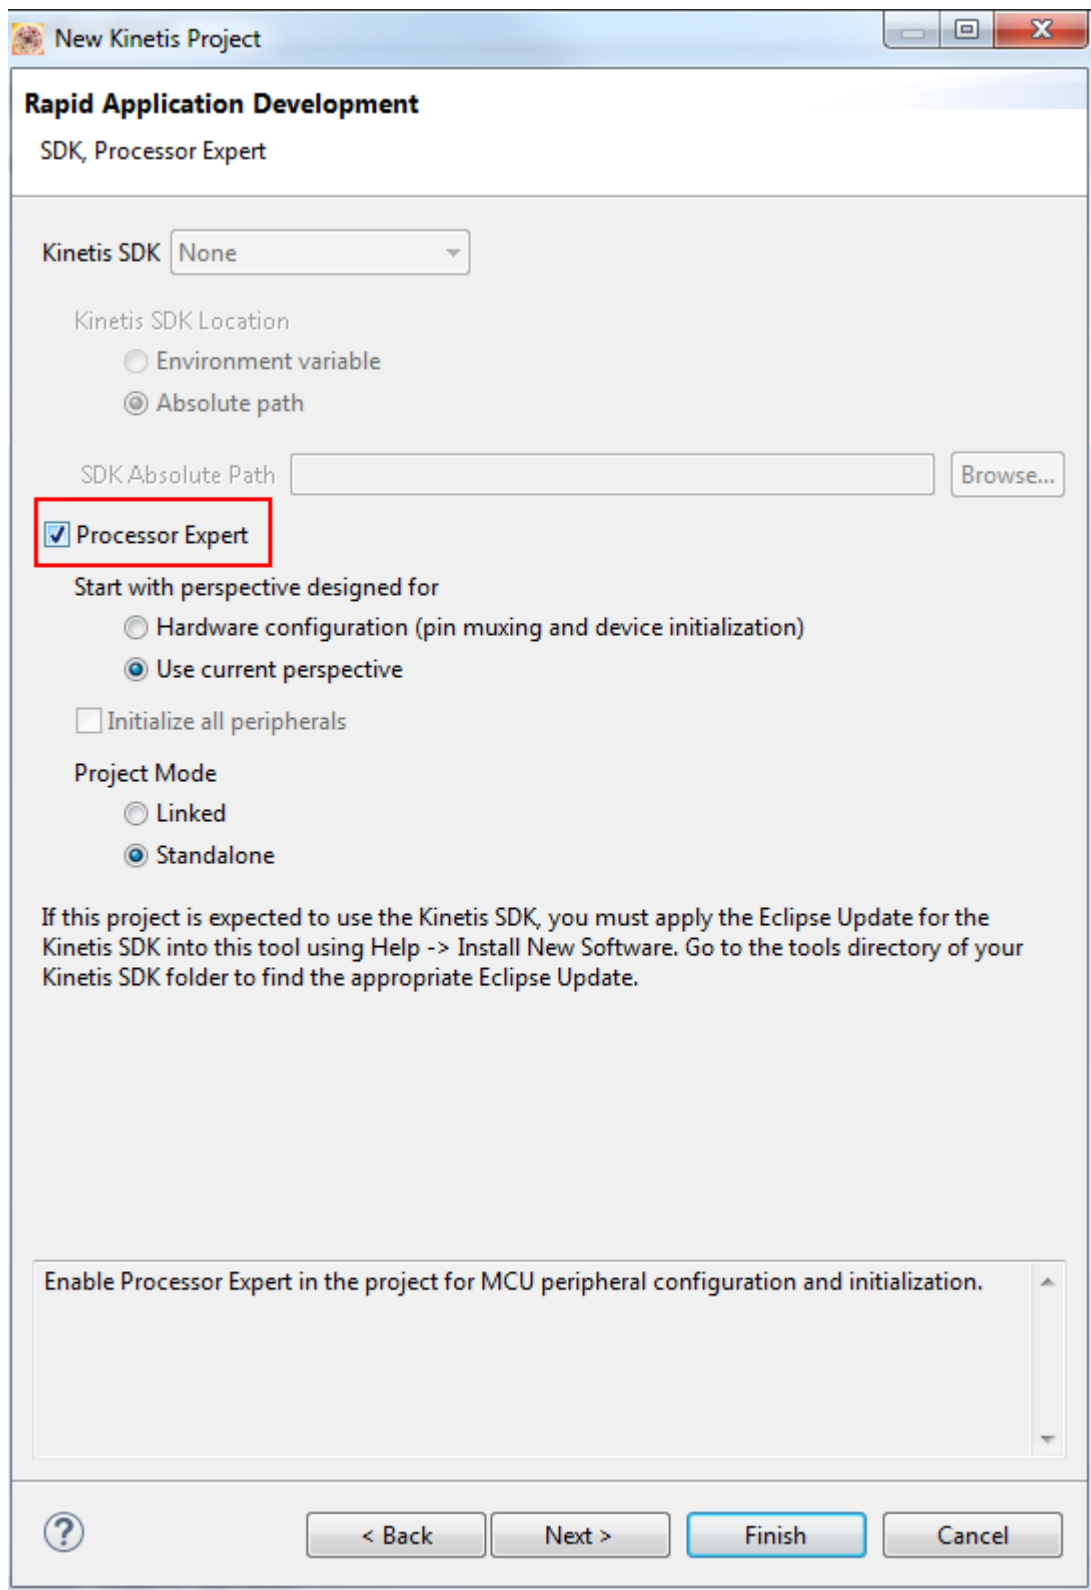 New Kinetis Project
Rapid Application Development
SDK, Processor Expert
Kinetis SDK None
Kinetis SDK Location
Environment variable
Absolute path
SDK Absolute Path Browse...
Processor Expert
Start with perspective designed for
Hardware configuration (pin muxing and device initialization)
Use current perspective
Initialize all peripherals
Project Mode
Linked
Standalone
If this project is expected to use the Kinetis SDK, you must apply the Eclipse Update for the
Kinetis SDK into this tool using Help -> Install New Software. Go to the tools directory of your
Kinetis SDK folder to find the appropriate Eclipse Update.
Enable Processor Expert in the project for MCU peripheral configuration and initialization.
? < Back Next > Finish Cancel